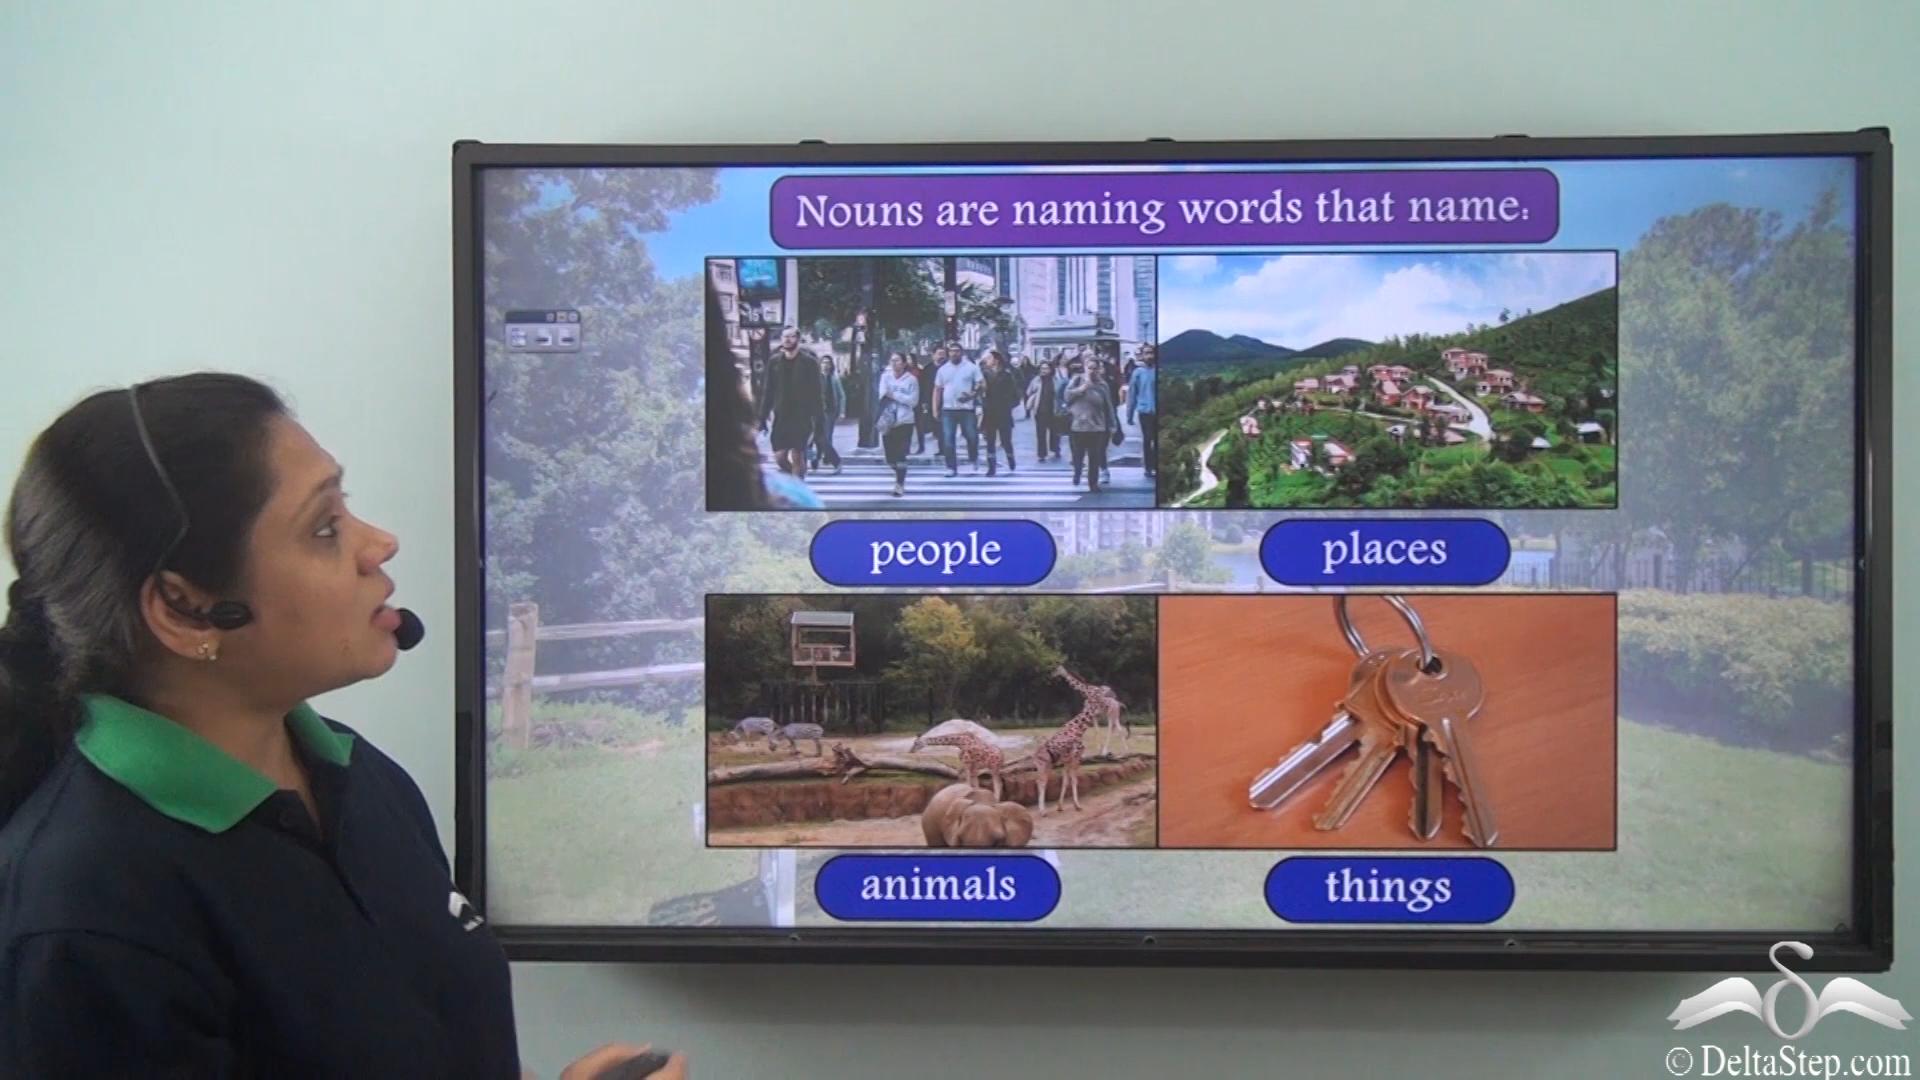 Nouns are naming words that name:
people
places
animals
things
© DeltaStep.com